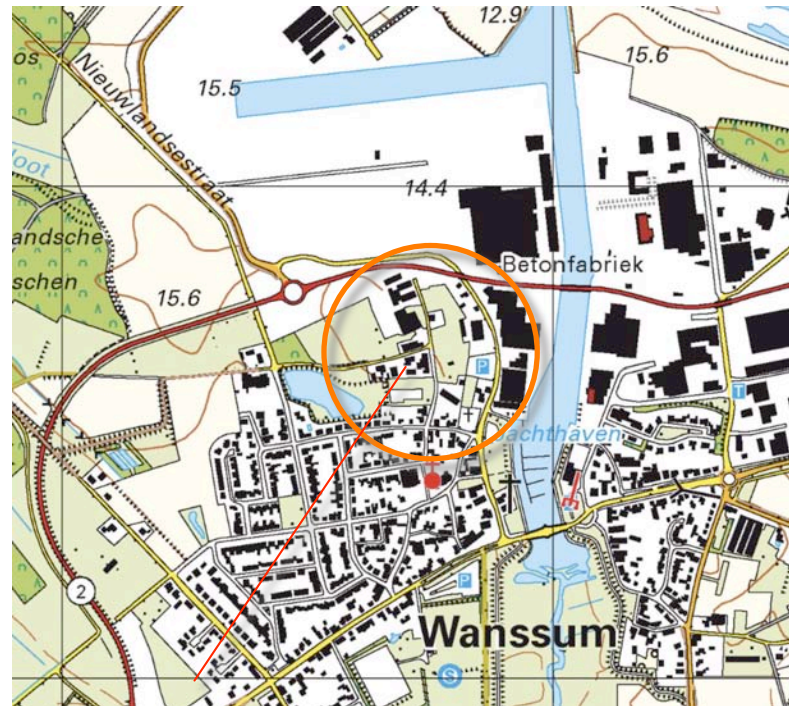 12.9
os
15.5
15.6
Nieuwlandsestraat
loot
14.4
andsche
schen
15.6
Betonfabriek
P
T
achthaven
2
P
Wanssum
S